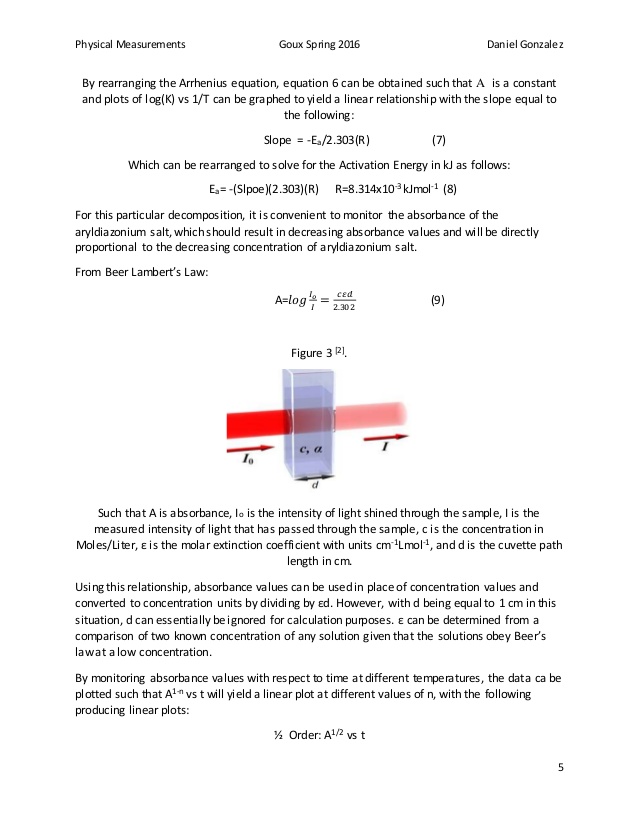 Physical Measurements Goux Spring 2016 Daniel Gonzalez
By rearranging the Arrhenius equation, equation 6 can be obtained such that A is a constant
and plots of log(K) vs 1/T can be graphed to yield a linear relationship with the slope equal to
the following:
Slope = -Eₐ/2.303(R) (7)
Which can be rearranged to solve for the Activation Energy in kJ as follows:
Eₐ= -(Slpoe)(2.303)(R) R=8.314x10⁻³ kJmol⁻¹ (8)
For this particular decomposition, it is convenient to monitor the absorbance of the
aryldiazonium salt, which should result in decreasing absorbance values and will be directly
proportional to the decreasing concentration of aryldiazonium salt.
From Beer Lambert's Law:
A=log I₀/I = cεd/2.302 (9)
Figure 3 [2].
I₀ c, α I
d
Such that A is absorbance, I₀ is the intensity of light shined through the sample, I is the
measured intensity of light that has passed through the sample, c is the concentration in
Moles/Liter, ε is the molar extinction coefficient with units cm⁻¹Lmol⁻¹, and d is the cuvette path
length in cm.
Using this relationship, absorbance values can be used in place of concentration values and
converted to concentration units by dividing by εd. However, with d being equal to 1 cm in this
situation, d can essentially be ignored for calculation purposes. ε can be determined from a
comparison of two known concentration of any solution given that the solutions obey Beer's
law at a low concentration.
By monitoring absorbance values with respect to time at different temperatures, the data ca be
plotted such that A¹⁻ⁿ vs t will yield a linear plot at different values of n, with the following
producing linear plots:
½ Order: A¹ᐟ² vs t
5